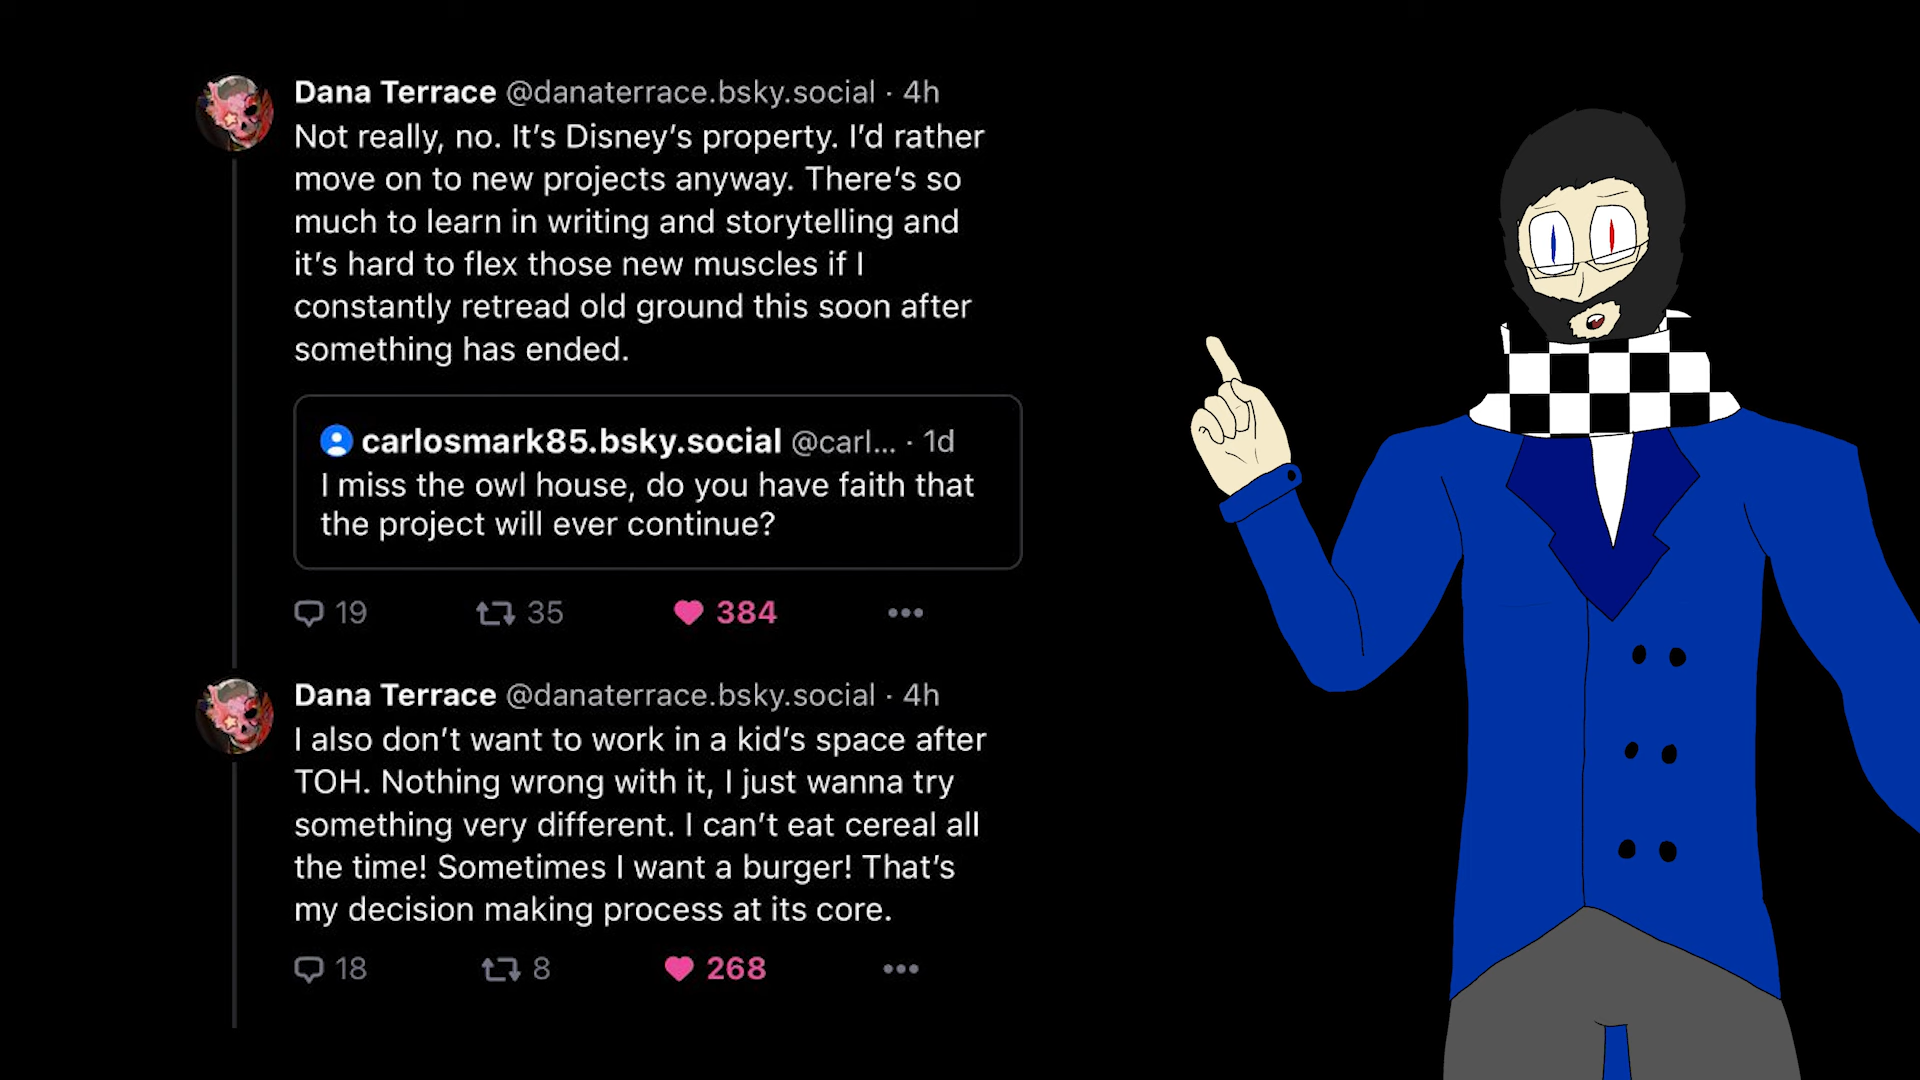 Dana Terrace @danaterrace.bsky.social · 4h
Not really, no. It’s Disney’s property. I’d rather
move on to new projects anyway. There’s so
much to learn in writing and storytelling and
it’s hard to flex those new muscles if I
constantly retread old ground this soon after
something has ended.
carlosmark85.bsky.social @carl... · 1d
I miss the owl house, do you have faith that
the project will ever continue?
19 35 384
Dana Terrace @danaterrace.bsky.social · 4h
I also don’t want to work in a kid’s space after
TOH. Nothing wrong with it, I just wanna try
something very different. I can’t eat cereal all
the time! Sometimes I want a burger! That’s
my decision making process at its core.
18 8 268